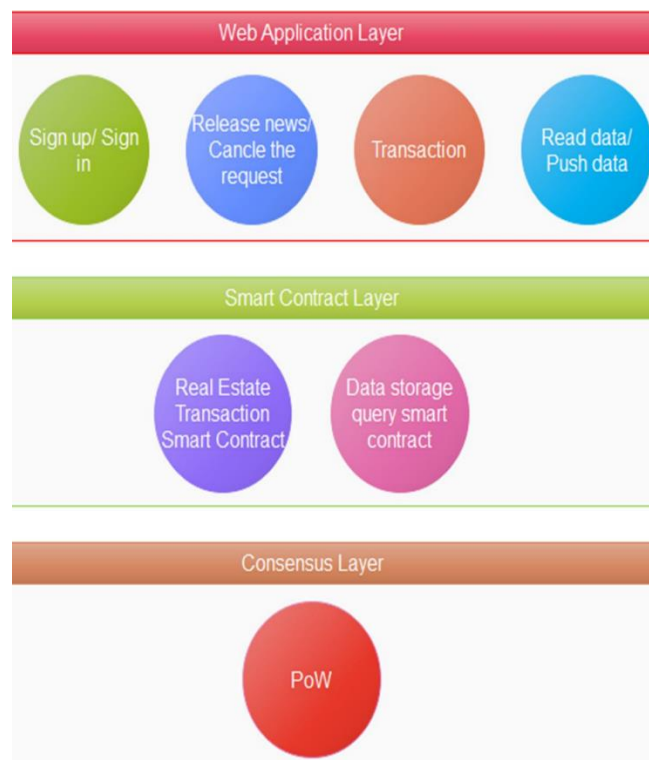 Web Application Layer
Sign up/ Sign
in
Release news/
Cancle the
request
Transaction
Read data/
Push data
Smart Contract Layer
Real Estate
Transaction
Smart Contract
Data storage
query smart
contract
Consensus Layer
PoW